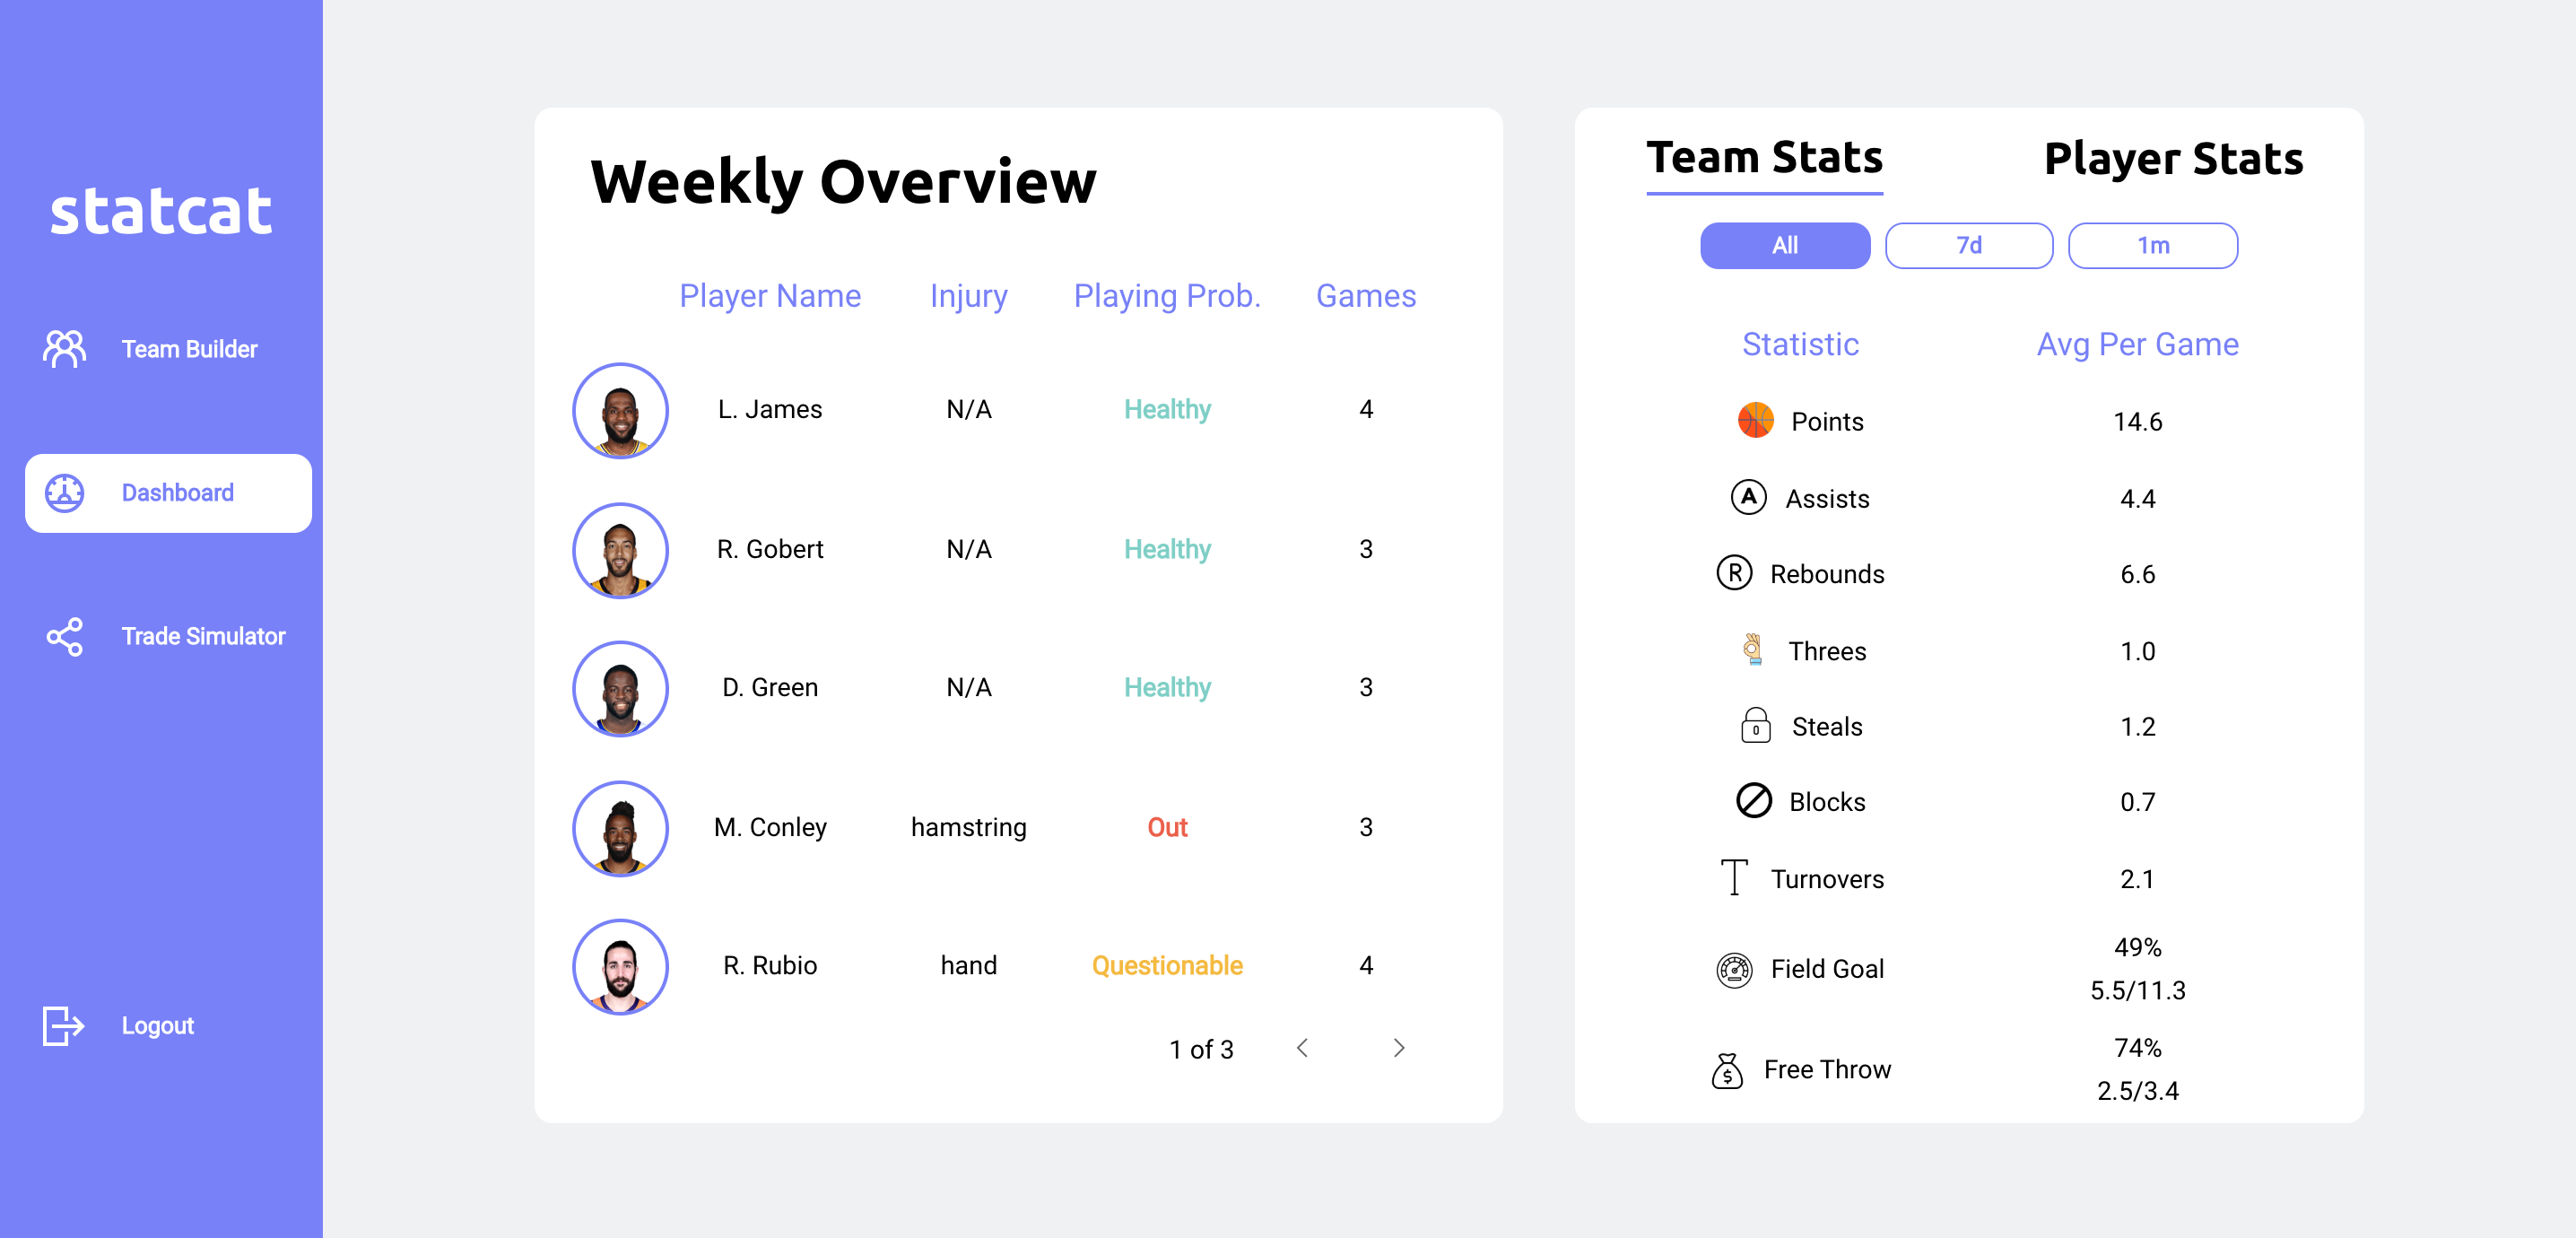 statcat
Team Builder
Dashboard
Trade Simulator
Logout
Weekly Overview
Player Name Injury Playing Prob. Games
L. James N/A Healthy 4
R. Gobert N/A Healthy 3
D. Green N/A Healthy 3
M. Conley hamstring Out 3
R. Rubio hand Questionable 4
1 of 3
Team Stats Player Stats
All 7d 1m
Statistic Avg Per Game
Points 14.6
A Assists 4.4
R Rebounds 6.6
Threes 1.0
0 Steals 1.2
Blocks 0.7
T Turnovers 2.1
Field Goal 49%
5.5/11.3
$ Free Throw 74%
2.5/3.4